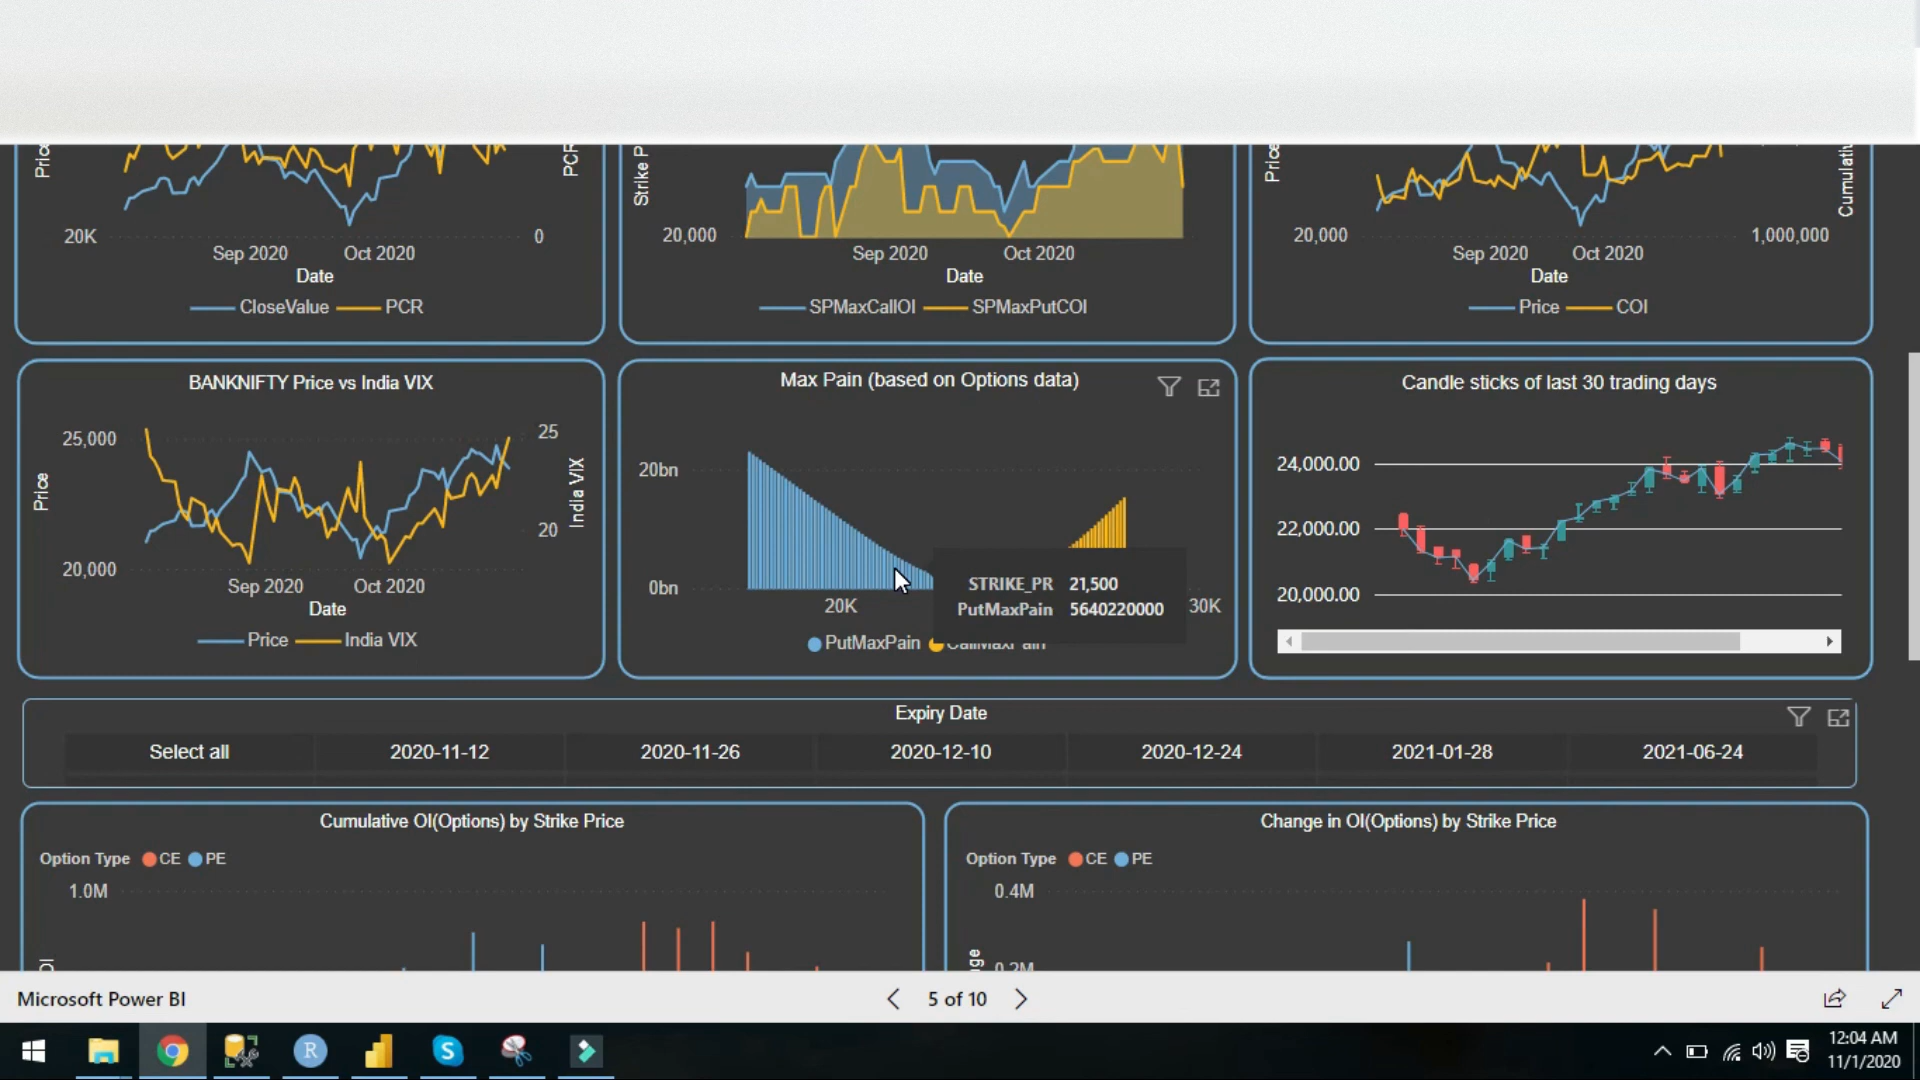 Price
PCR
20K
0
Sep 2020 Oct 2020
Date
CloseValue PCR
Strike P
20,000
Sep 2020 Oct 2020
Date
SPMaxCallOI SPMaxPutCOI
Price
Cumulativ
20,000
1,000,000
Sep 2020 Oct 2020
Date
Price COI
BANKNIFTY Price vs India VIX
25,000
25
Price
India VIX
20
20,000
Sep 2020 Oct 2020
Date
Price India VIX
Max Pain (based on Options data)
20bn
0bn
20K
30K
STRIKE_PR 21,500
PutMaxPain 5640220000
PutMaxPain CallMaxPain
Candle sticks of last 30 trading days
24,000.00
22,000.00
20,000.00
Expiry Date
Select all 2020-11-12 2020-11-26 2020-12-10 2020-12-24 2021-01-28 2021-06-24
Cumulative OI(Options) by Strike Price
Option Type CE PE
1.0M
OI
Change in OI(Options) by Strike Price
Option Type CE PE
0.4M
0.2M
ge
Microsoft Power BI
5 of 10
R
S
12:04 AM
11/1/2020